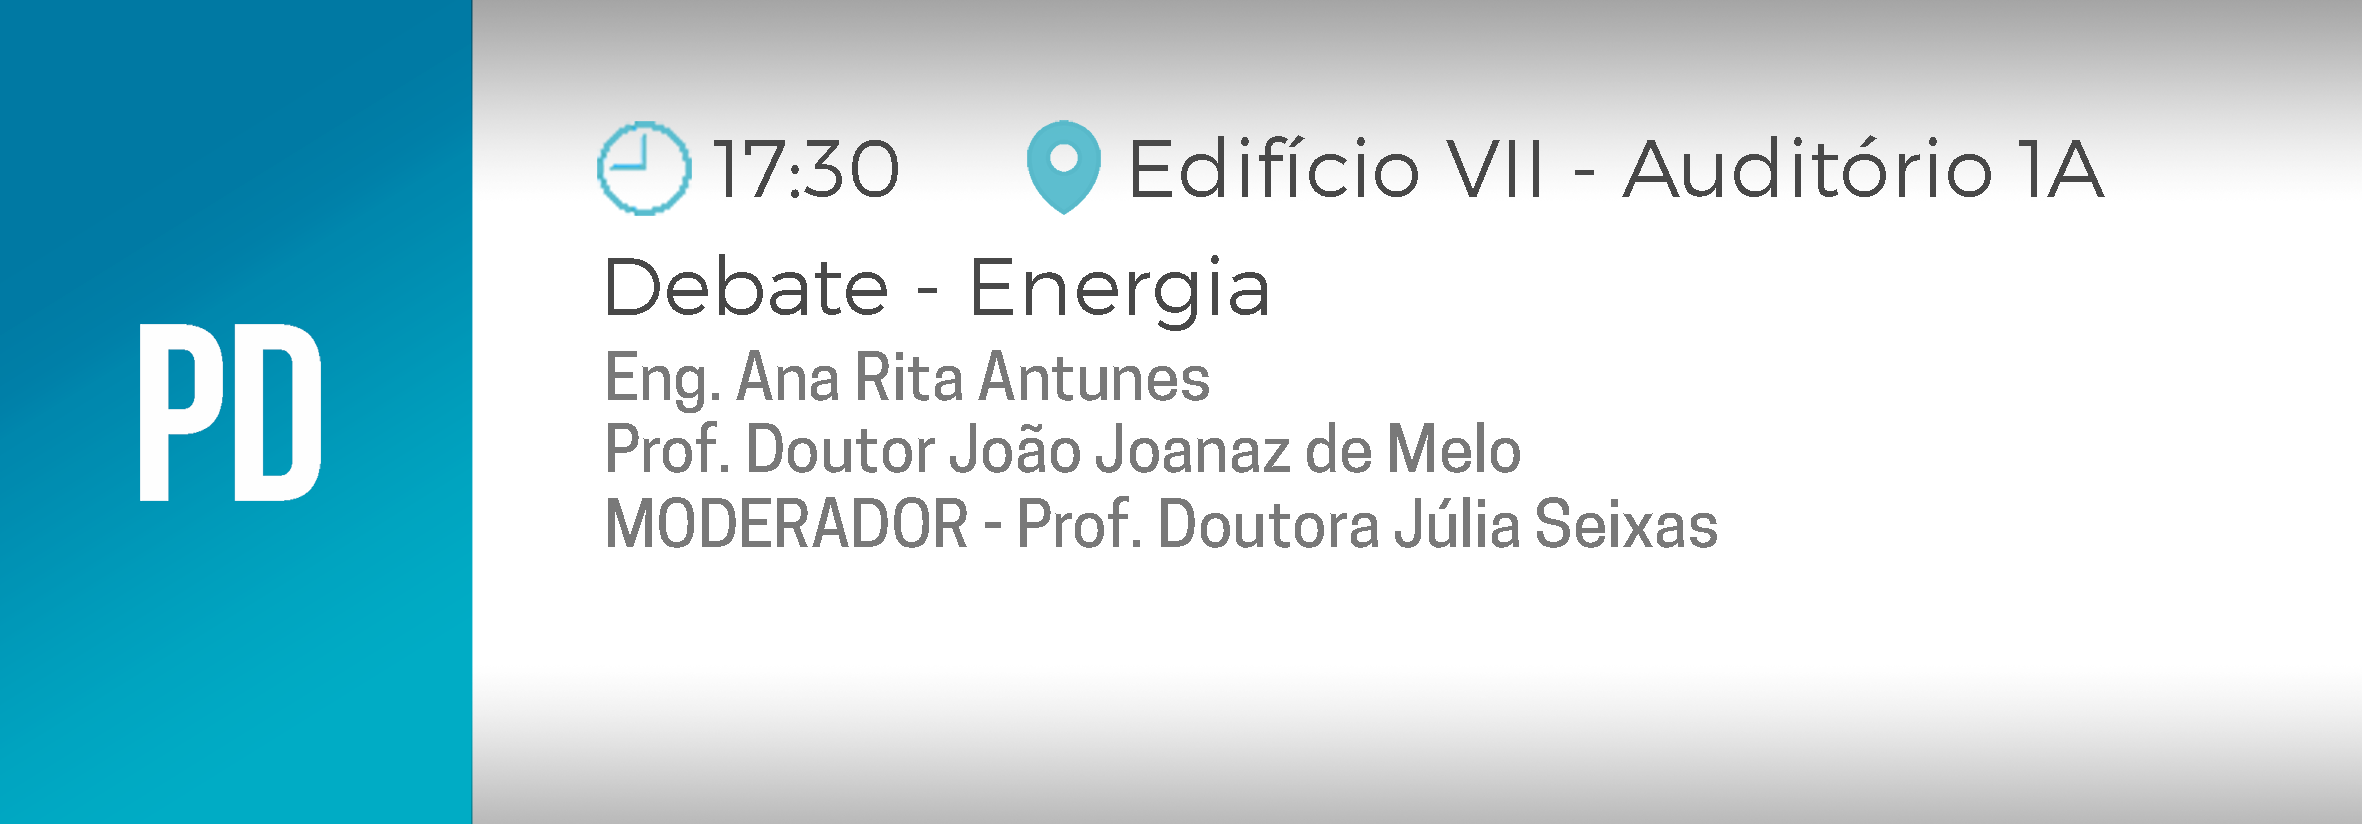 PD
17:30 Edifício VII - Auditório 1A
Debate - Energia
Eng. Ana Rita Antunes
Prof. Doutor João Joanaz de Melo
MODERADOR - Prof. Doutora Júlia Seixas